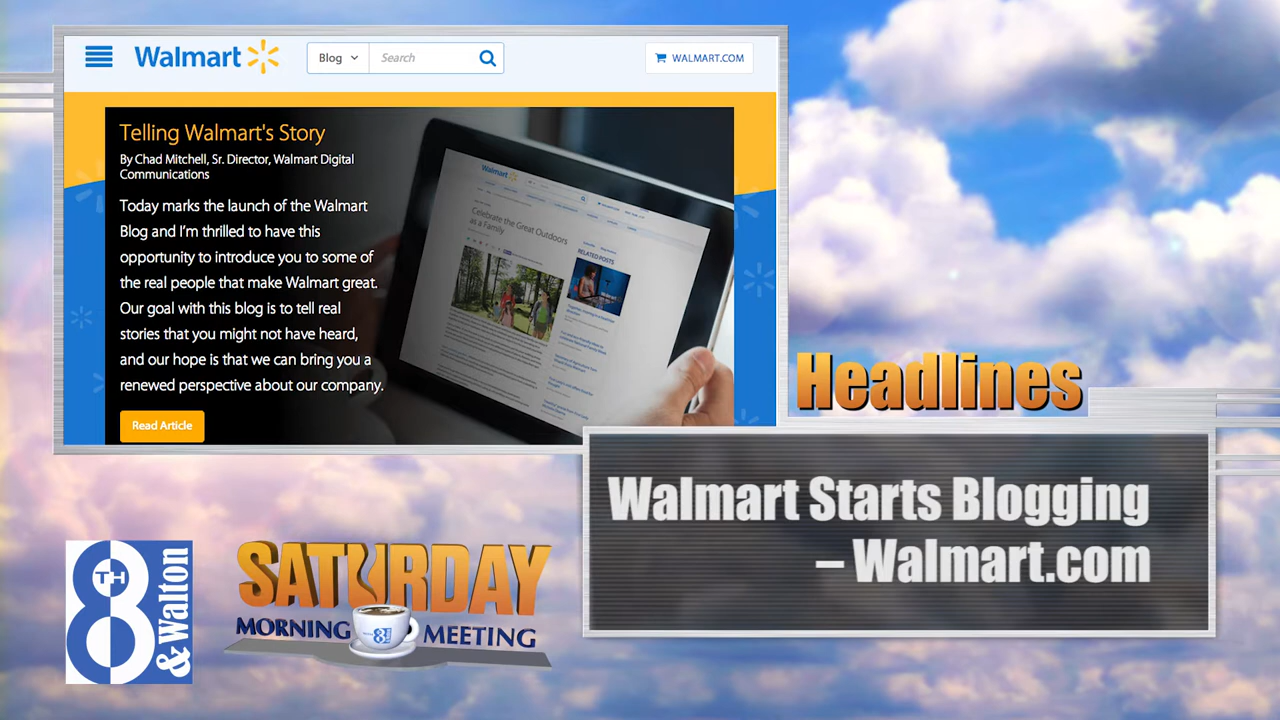 Walmart
Blog
Search
WALMART.COM
Telling Walmart's Story
By Chad Mitchell, Sr. Director, Walmart Digital
Communications
Today marks the launch of the Walmart
Blog and I'm thrilled to have this
opportunity to introduce you to some of
the real people that make Walmart great.
Our goal with this blog is to tell real
stories that you might not have heard,
and our hope is that we can bring you a
renewed perspective about our company.
Read Article
Walmart
Celebrate the Great Outdoors
as a Family
RELATED POSTS
Headlines
Walmart Starts Blogging
– Walmart.com
8TH
& Walton
SATURDAY
MORNING MEETING